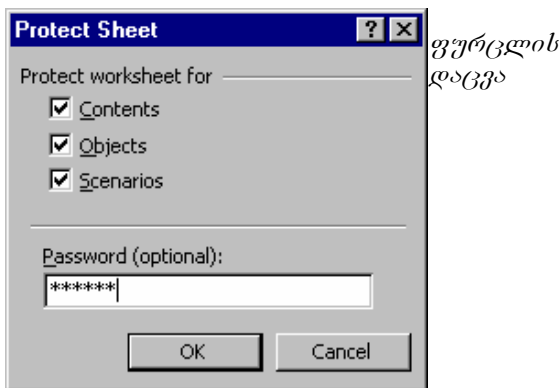 Protect Sheet
ფურცლის
დაცვა
Protect worksheet for
Contents
Objects
Scenarios
Password (optional):
******
OK Cancel